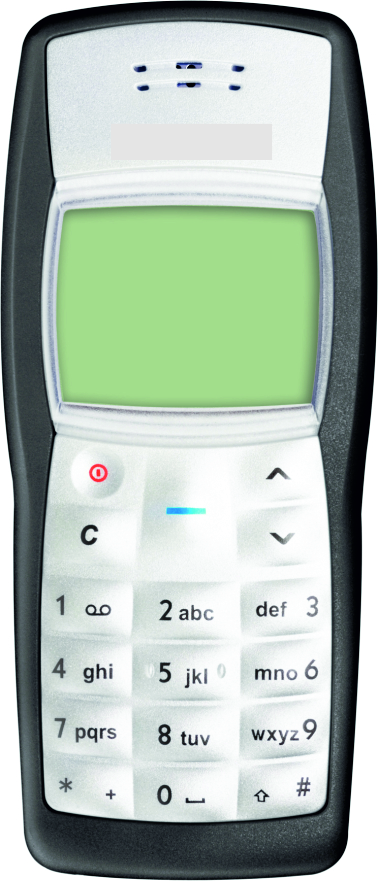 C
1
2 abc
def 3
4 ghi
5 jkl
mno 6
7 pqrs
8 tuv
wxyz 9
* +
0
#